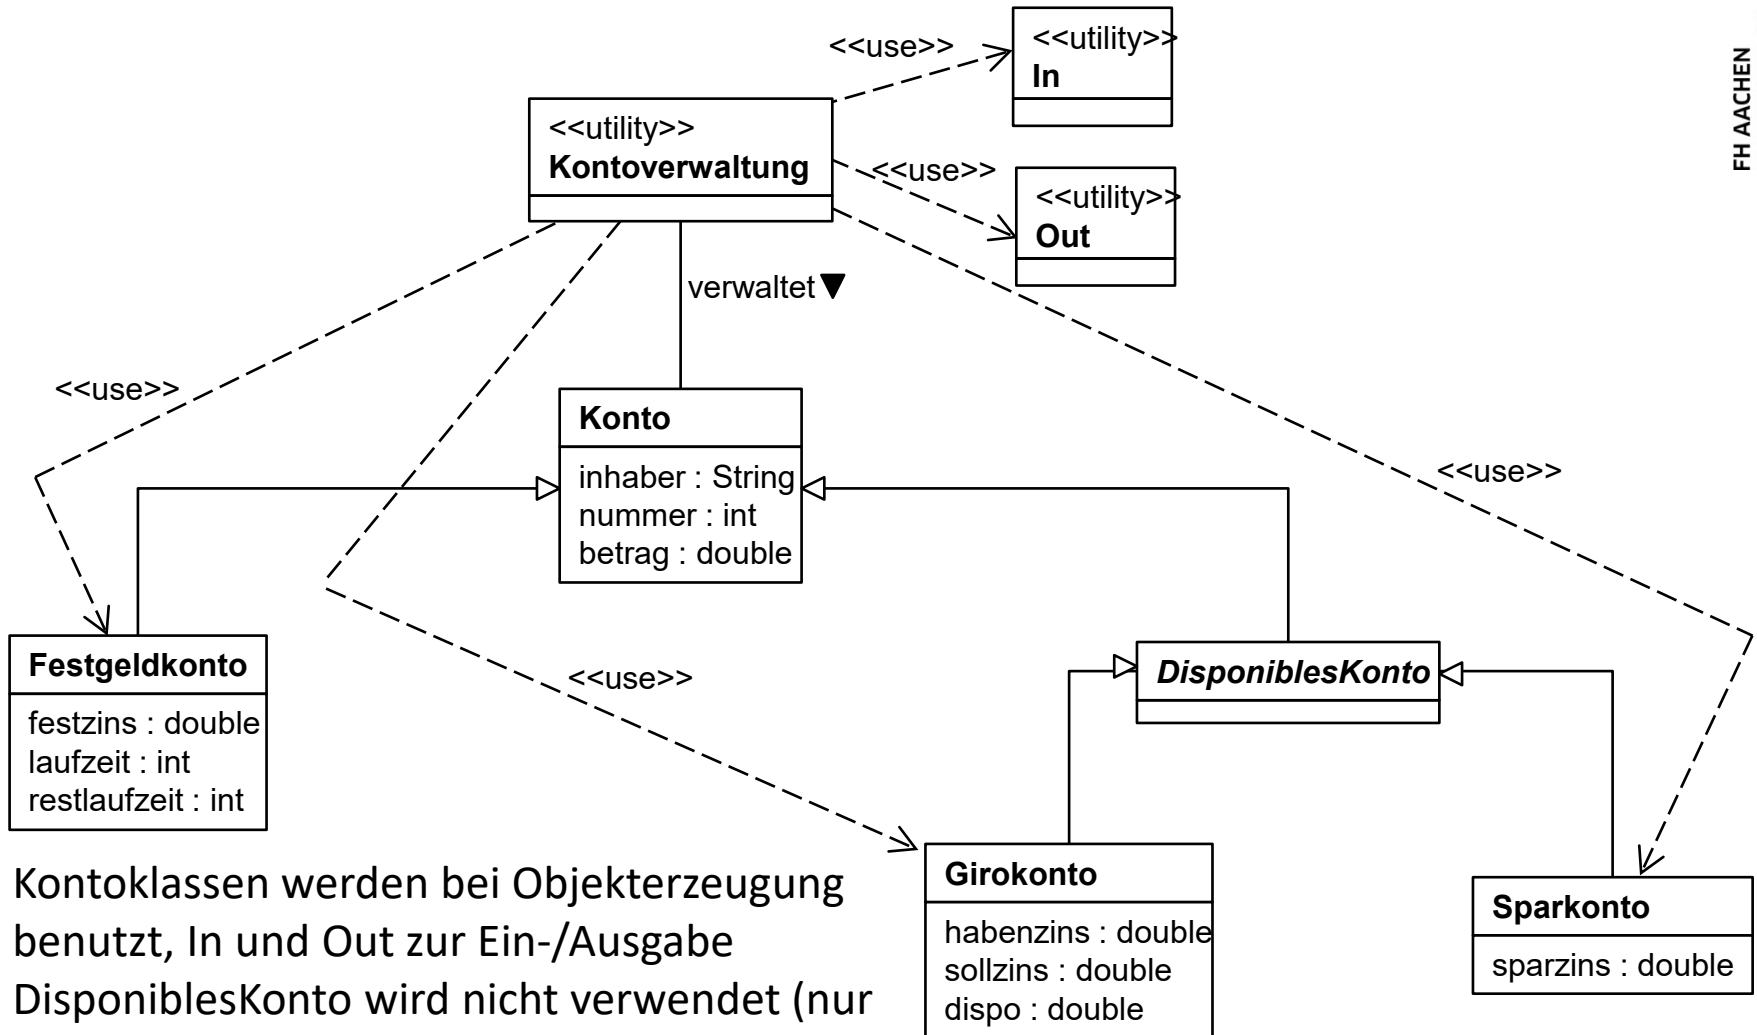 <<use>>
<<utility>>
In
FH AACHEN
<<utility>>
Kontoverwaltung
<<use>>
<<utility>>
Out
verwaltet
<<use>>
Konto
inhaber : String
nummer : int
betrag : double
<<use>>
Festgeldkonto
festzins : double
laufzeit : int
restlaufzeit : int
<<use>>
DisponiblesKonto
Girokonto
habenzins : double
sollzins : double
dispo : double
Sparkonto
sparzins : double
Kontoklassen werden bei Objekterzeugung
benutzt, In und Out zur Ein-/Ausgabe
DisponiblesKonto wird nicht verwendet (nur